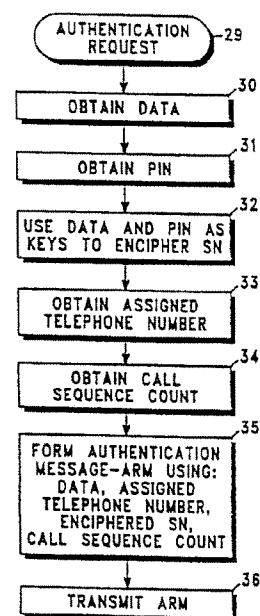 AUTHENTICATION
REQUEST
29
30
OBTAIN DATA
31
OBTAIN PIN
32
USE DATA AND PIN AS
KEYS TO ENCIPHER SN
33
OBTAIN ASSIGNED
TELEPHONE NUMBER
34
OBTAIN CALL
SEQUENCE COUNT
35
FORM AUTHENTICATION
MESSAGE-ARM USING:
DATA, ASSIGNED
TELEPHONE NUMBER,
ENCIPHERED SN,
CALL SEQUENCE COUNT
36
TRANSMIT ARM